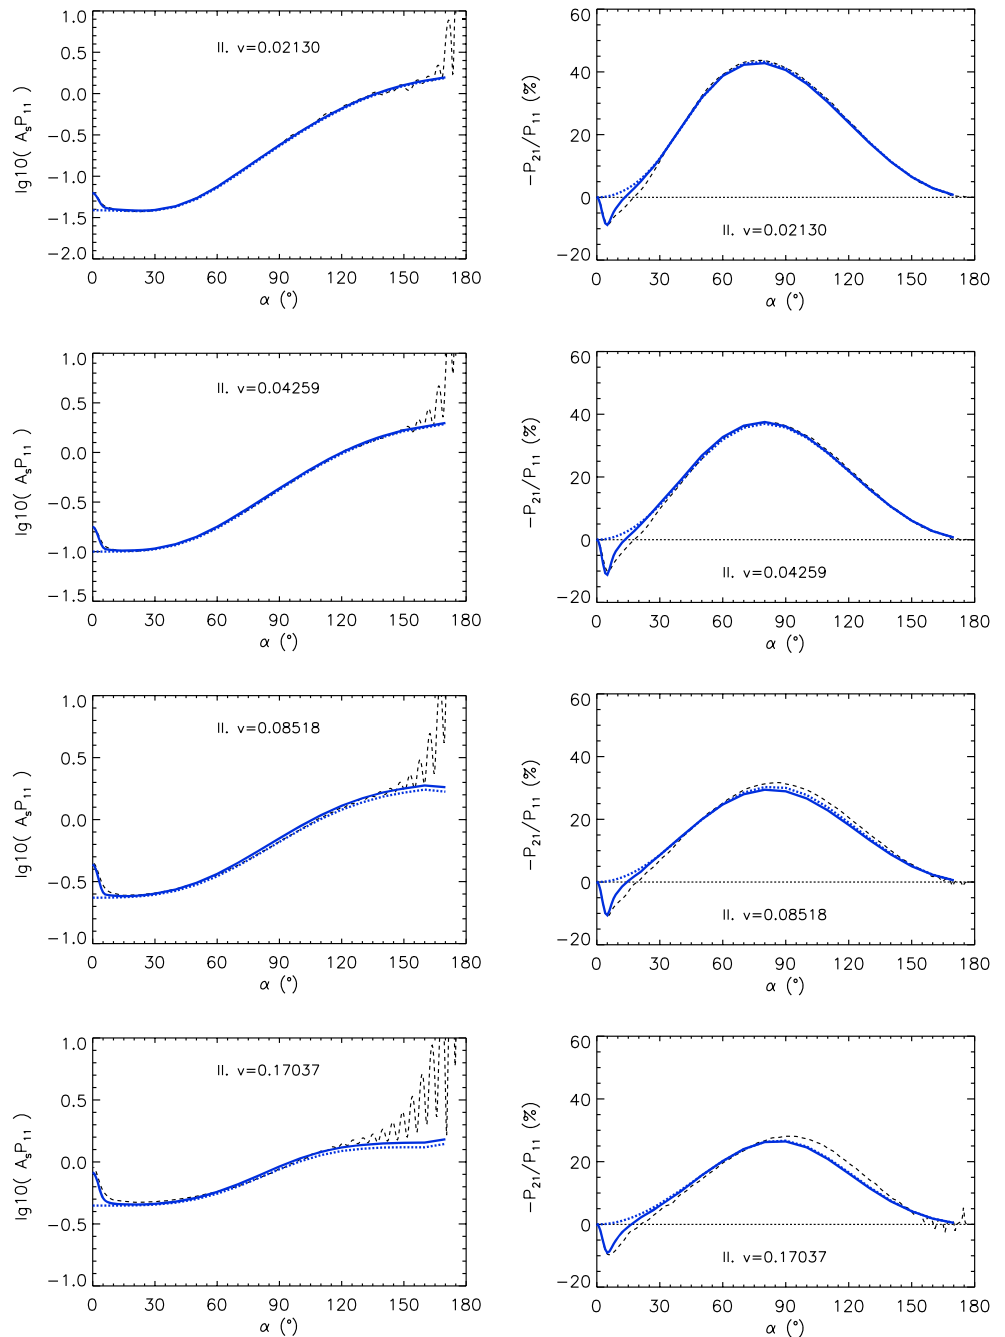 1.0
0.5
0.0
−0.5
−1.0
−1.5
−2.0
lg10( AₛP₁₁ )
II. v=0.02130
0 30 60 90 120 150 180
α (°)
60
40
20
0
−20
−P₂₁/P₁₁ (%)
II. v=0.02130
0 30 60 90 120 150 180
α (°)
1.0
0.5
0.0
−0.5
−1.0
−1.5
lg10( AₛP₁₁ )
II. v=0.04259
0 30 60 90 120 150 180
α (°)
60
40
20
0
−20
−P₂₁/P₁₁ (%)
II. v=0.04259
0 30 60 90 120 150 180
α (°)
1.0
0.5
0.0
−0.5
−1.0
lg10( AₛP₁₁ )
II. v=0.08518
0 30 60 90 120 150 180
α (°)
60
40
20
0
−20
−P₂₁/P₁₁ (%)
II. v=0.08518
0 30 60 90 120 150 180
α (°)
1.0
0.5
0.0
−0.5
−1.0
lg10( AₛP₁₁ )
II. v=0.17037
0 30 60 90 120 150 180
α (°)
60
40
20
0
−20
−P₂₁/P₁₁ (%)
II. v=0.17037
0 30 60 90 120 150 180
α (°)